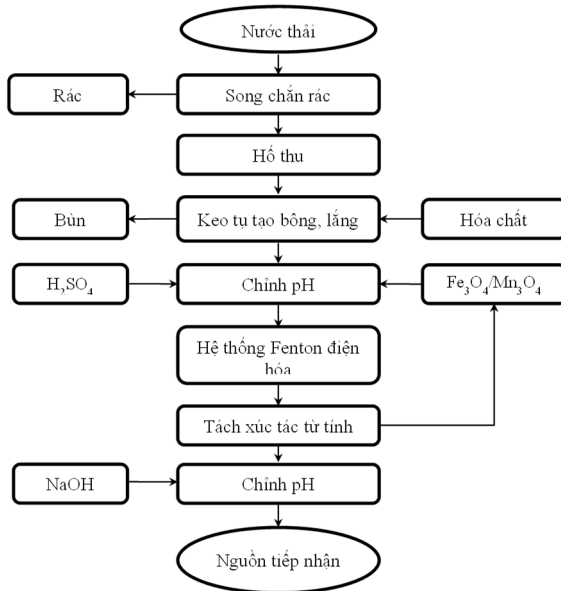 Nước thải
Rác
Song chắn rác
Hố thu
Bùn
Keo tụ tạo bông, lắng
Hóa chất
H₂SO₄
Chỉnh pH
Fe₃O₄/Mn₃O₄
Hệ thống Fenton điện
hóa
Tách xúc tác từ tính
NaOH
Chỉnh pH
Nguồn tiếp nhận